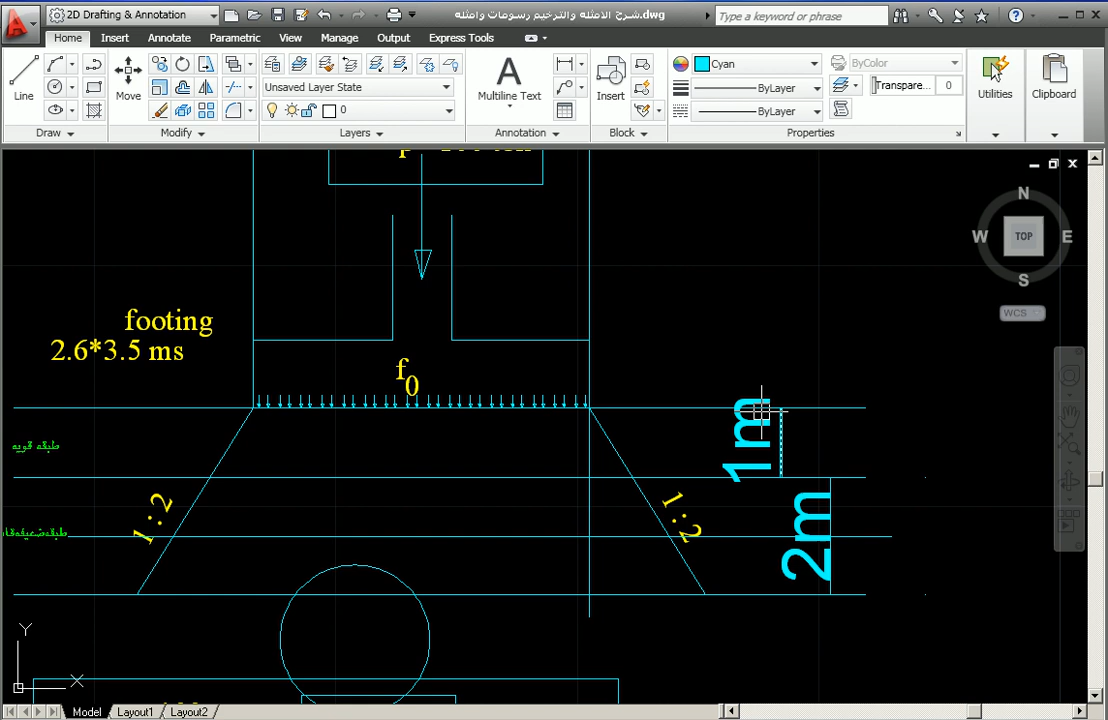 2D Drafting & Annotation
شرح الامثله والترخيم رسومات وامثله.dwg
Type a keyword or phrase
Home Insert Annotate Parametric View Manage Output Express Tools
Line
Move
Unsaved Layer State
0
Multiline Text
Insert
Cyan
ByLayer
ByLayer
ByColor
Transpare... 0
Utilities
Clipboard
Draw Modify Layers Annotation Block Properties
N
W TOP E
S
WCS
footing
2.6*3.5 ms
f0
طبقه قويه
1m
1:2
1:2
2m
Y
X
Model Layout1 Layout2